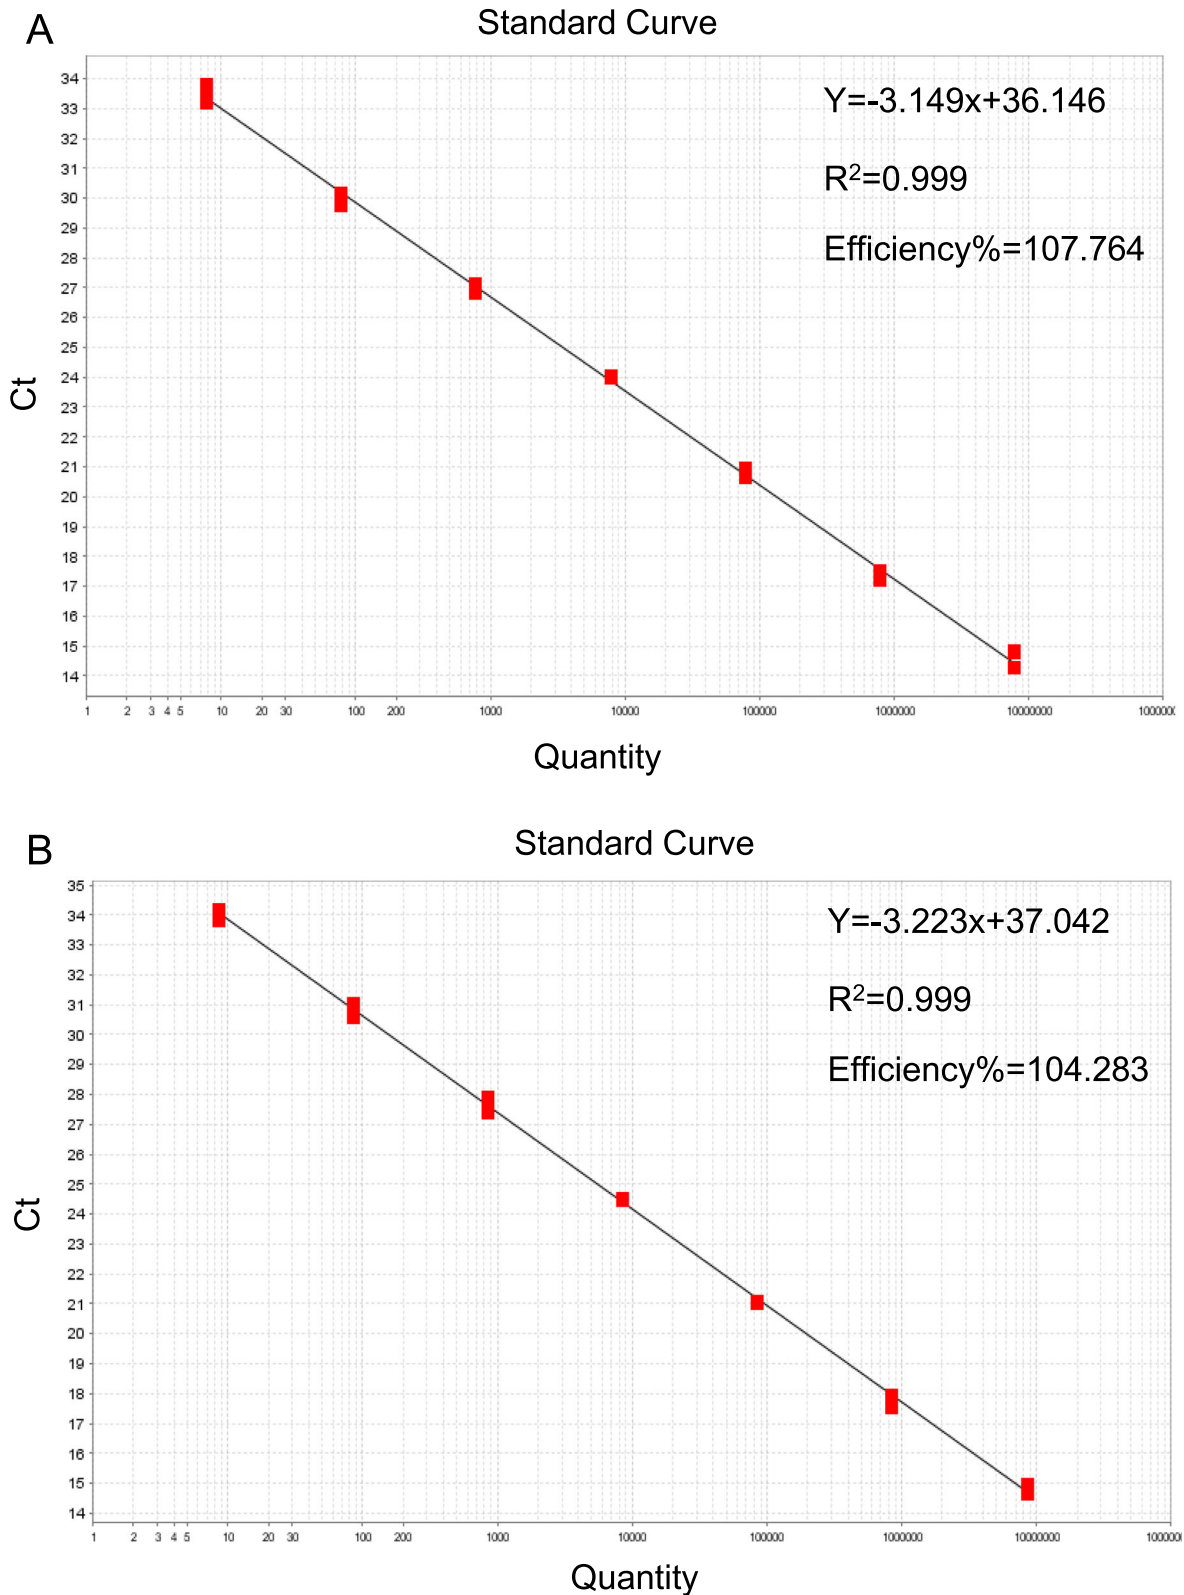 A
Standard Curve
34
33
32
31
30
29
28
27
26
25
24
23
22
21
20
19
18
17
16
15
14
Y=-3.149x+36.146
R²=0.999
Efficiency%=107.764
Ct
1 2 3 4 5 10 20 30 100 200 1000 10000 100000 1000000 10000000 1000000
Quantity
B
Standard Curve
35
34
33
32
31
30
29
28
27
26
25
24
23
22
21
20
19
18
17
16
15
14
Y=-3.223x+37.042
R²=0.999
Efficiency%=104.283
Ct
1 2 3 4 5 10 20 30 100 200 1000 10000 100000 1000000 10000000 100000
Quantity